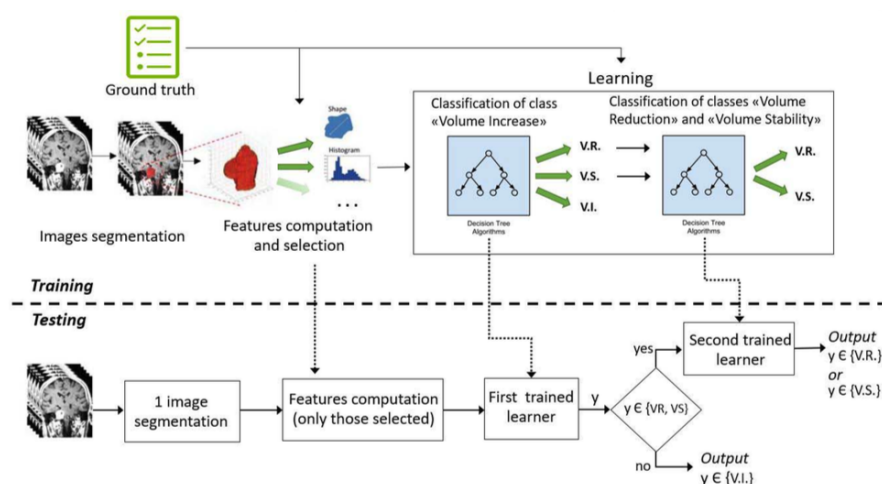 Ground truth
Learning
Shape
Histogram
...
Classification of class
«Volume Increase»
Classification of classes «Volume
Reduction» and «Volume Stability»
V.R.
V.S.
V.I.
Decision Tree
Algorithms
V.R.
V.S.
Decision Tree
Algorithms
Images segmentation
Features computation
and selection
Training
Testing
1 image
segmentation
Features computation
(only those selected)
First trained
learner
y
y ∈ {VR, VS}
yes
no
Second trained
learner
Output
y ∈ {V.R.}
or
y ∈ {V.S.}
Output
y ∈ {V.I.}